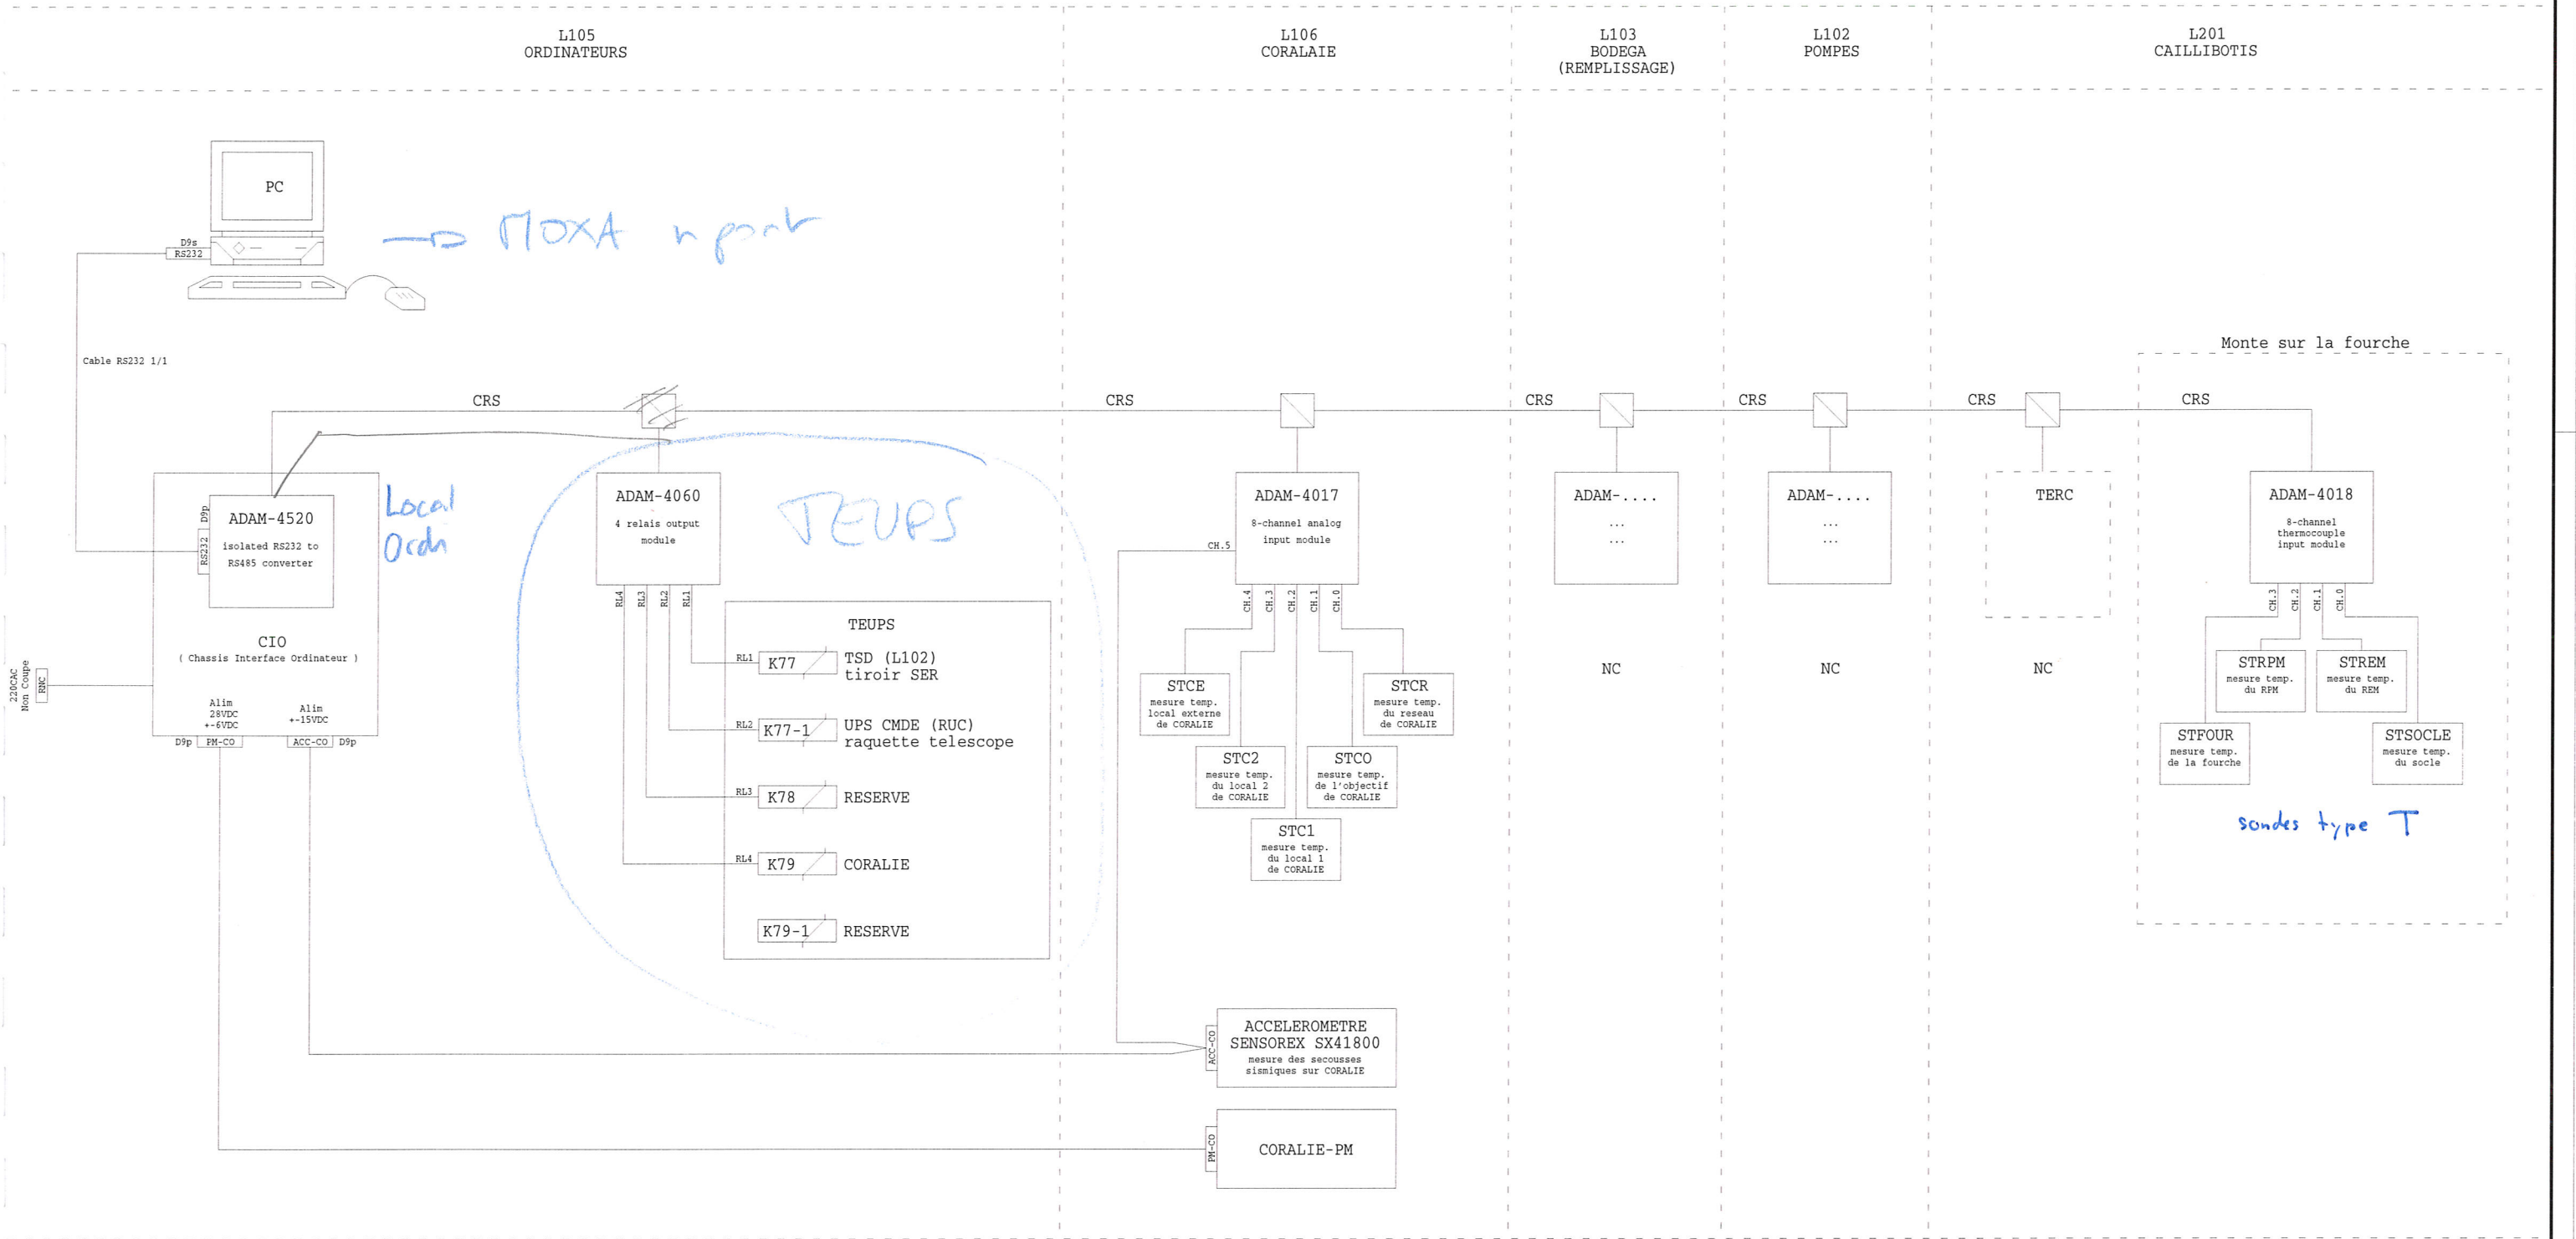 L105
ORDINATEURS
L106
CORALAIE
L103
BODEGA
(REMPLISSAGE)
L102
POMPES
L201
CAILLIBOTIS
PC
D9s
RS232
MOXA n port
Cable RS232 1/1
Monte sur la fourche
CRS
CRS
CRS
CRS
CRS
CRS
D9p
RS232
ADAM-4520
isolated RS232 to
RS485 converter
Local
Ordi
CIO
( Chassis Interface Ordinateur )
220CAC
Non Coupe
RNC
Alim
28VDC
+-6VDC
Alim
+-15VDC
D9p
PM-CO
ACC-CO
D9p
ADAM-4060
4 relais output
module
TEUPS
RL4
RL3
RL2
RL1
TEUPS
RL1
K77
TSD (L102)
tiroir SER
RL2
K77-1
UPS CMDE (RUC)
raquette telescope
RL3
K78
RESERVE
RL4
K79
CORALIE
K79-1
RESERVE
ADAM-4017
8-channel analog
input module
CH.5
CH.4
CH.3
CH.2
CH.1
CH.0
STCE
mesure temp.
local externe
de CORALIE
STCR
mesure temp.
du reseau
de CORALIE
STC2
mesure temp.
du local 2
de CORALIE
STCO
mesure temp.
de l'objectif
de CORALIE
STC1
mesure temp.
du local 1
de CORALIE
ACC-CO
ACCELEROMETRE
SENSOREX SX41800
mesure des secousses
sismiques sur CORALIE
PM-CO
CORALIE-PM
ADAM-....
...
...
NC
ADAM-....
...
...
NC
TERC
NC
ADAM-4018
8-channel
thermocouple
input module
CH.3
CH.2
CH.1
CH.0
STRPM
mesure temp.
du RPM
STREM
mesure temp.
du REM
STFOUR
mesure temp.
de la fourche
STSOCLE
mesure temp.
du socle
sondes type T